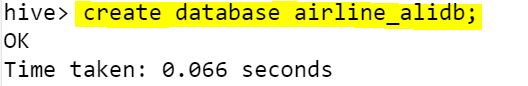 hive> create database airline_alidb;
OK
Time taken: 0.066 seconds